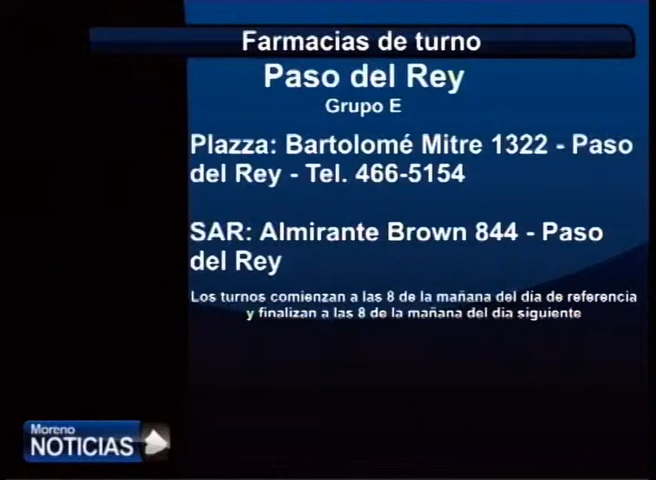 Farmacias de turno
Paso del Rey
Grupo E
Plazza: Bartolomé Mitre 1322 - Paso
del Rey - Tel. 466-5154
SAR: Almirante Brown 844 - Paso
del Rey
Los turnos comienzan a las 8 de la mañana del día de referencia
y finalizan a las 8 de la mañana del día siguiente
Moreno
NOTICIAS